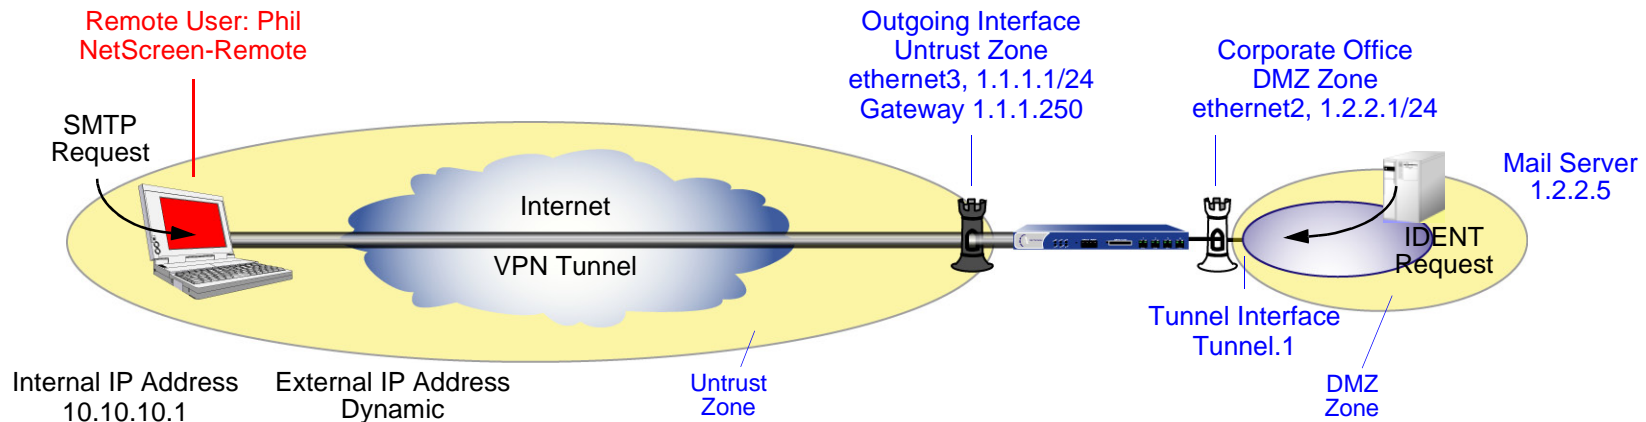 Remote User: Phil
NetScreen-Remote
Outgoing Interface
Untrust Zone
ethernet3, 1.1.1.1/24
Gateway 1.1.1.250
Corporate Office
DMZ Zone
ethernet2, 1.2.2.1/24
SMTP
Request
Mail Server
1.2.2.5
Internet
VPN Tunnel
IDENT
Request
Tunnel Interface
Tunnel.1
Internal IP Address
10.10.10.1
External IP Address
Dynamic
Untrust
Zone
DMZ
Zone